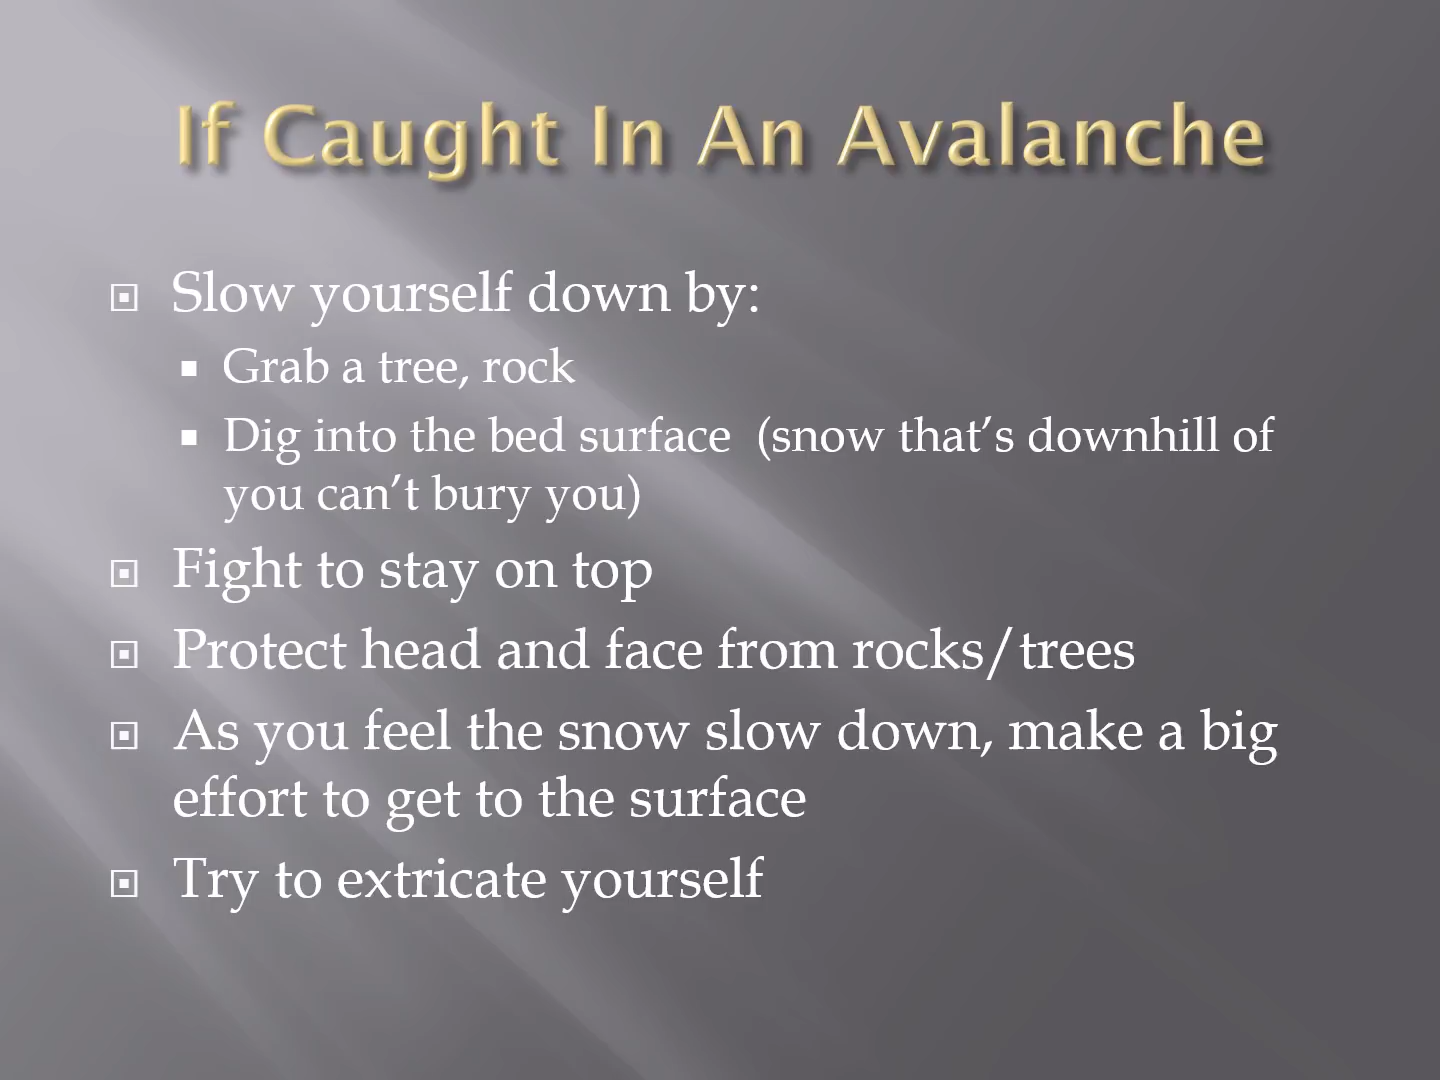 If Caught In An Avalanche
Slow yourself down by:
Grab a tree, rock
Dig into the bed surface  (snow that’s downhill of
you can’t bury you)
Fight to stay on top
Protect head and face from rocks/trees
As you feel the snow slow down, make a big
effort to get to the surface
Try to extricate yourself